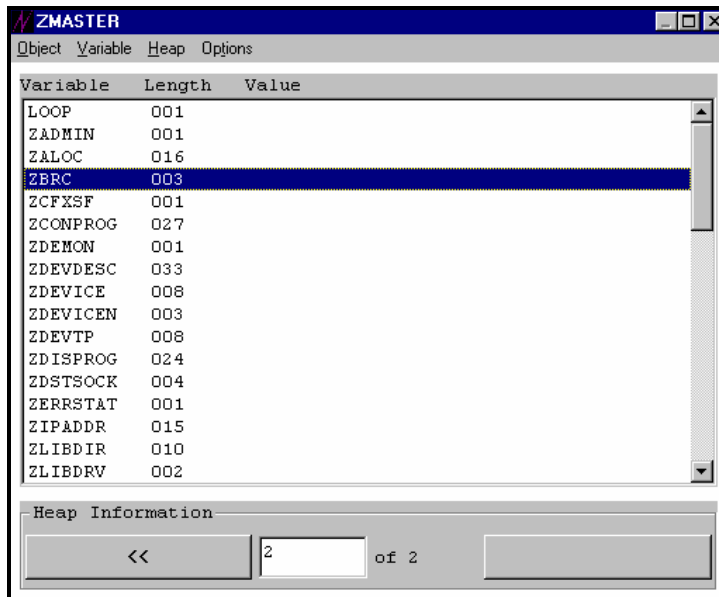 ZMASTER
Object Variable Heap Options
Variable Length Value
LOOP 001
ZADMIN 001
ZALOC 016
ZBRC 003
ZCFXSF 001
ZCONPROG 027
ZDEMON 001
ZDEVDESC 033
ZDEVICE 008
ZDEVICEN 003
ZDEVTP 008
ZDISPROG 024
ZDSTSOCK 004
ZERRSTAT 001
ZIPADDR 015
ZLIBDIR 010
ZLIBDRV 002
Heap Information
<< 2 of 2